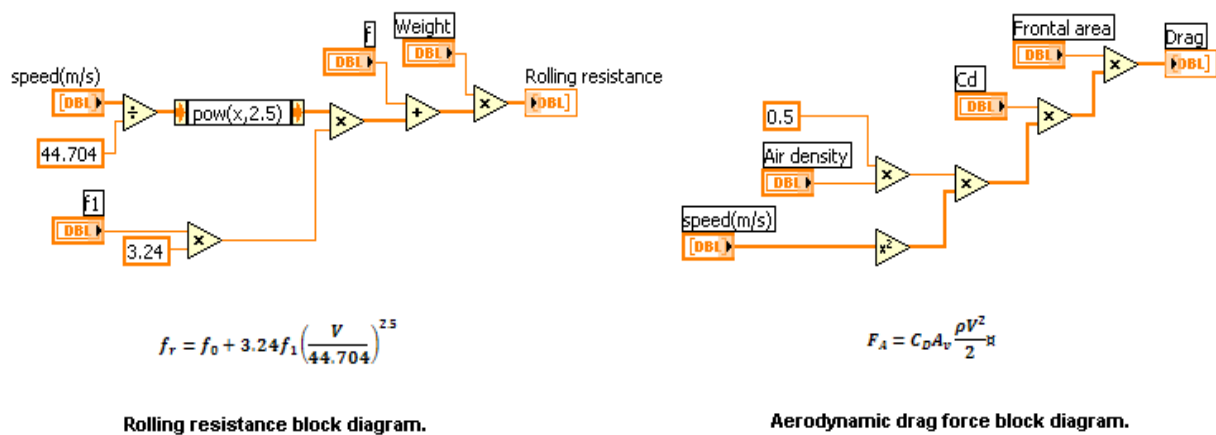 f
Weight
DBL
DBL
speed(m/s)
[DBL]
÷
pow(x,2.5)
×
+
×
Rolling resistance
DBL]
44.704
f1
DBL
×
3.24
f_r = f_0 + 3.24f_1(V/44.704)^2.5
Rolling resistance block diagram.
Frontal area
DBL
Drag
×
DBL]
Cd
DBL
×
0.5
Air density
DBL
×
×
speed(m/s)
[DBL]
x²
F_A = C_D A_v ρV²/2 ¤
Aerodynamic drag force block diagram.